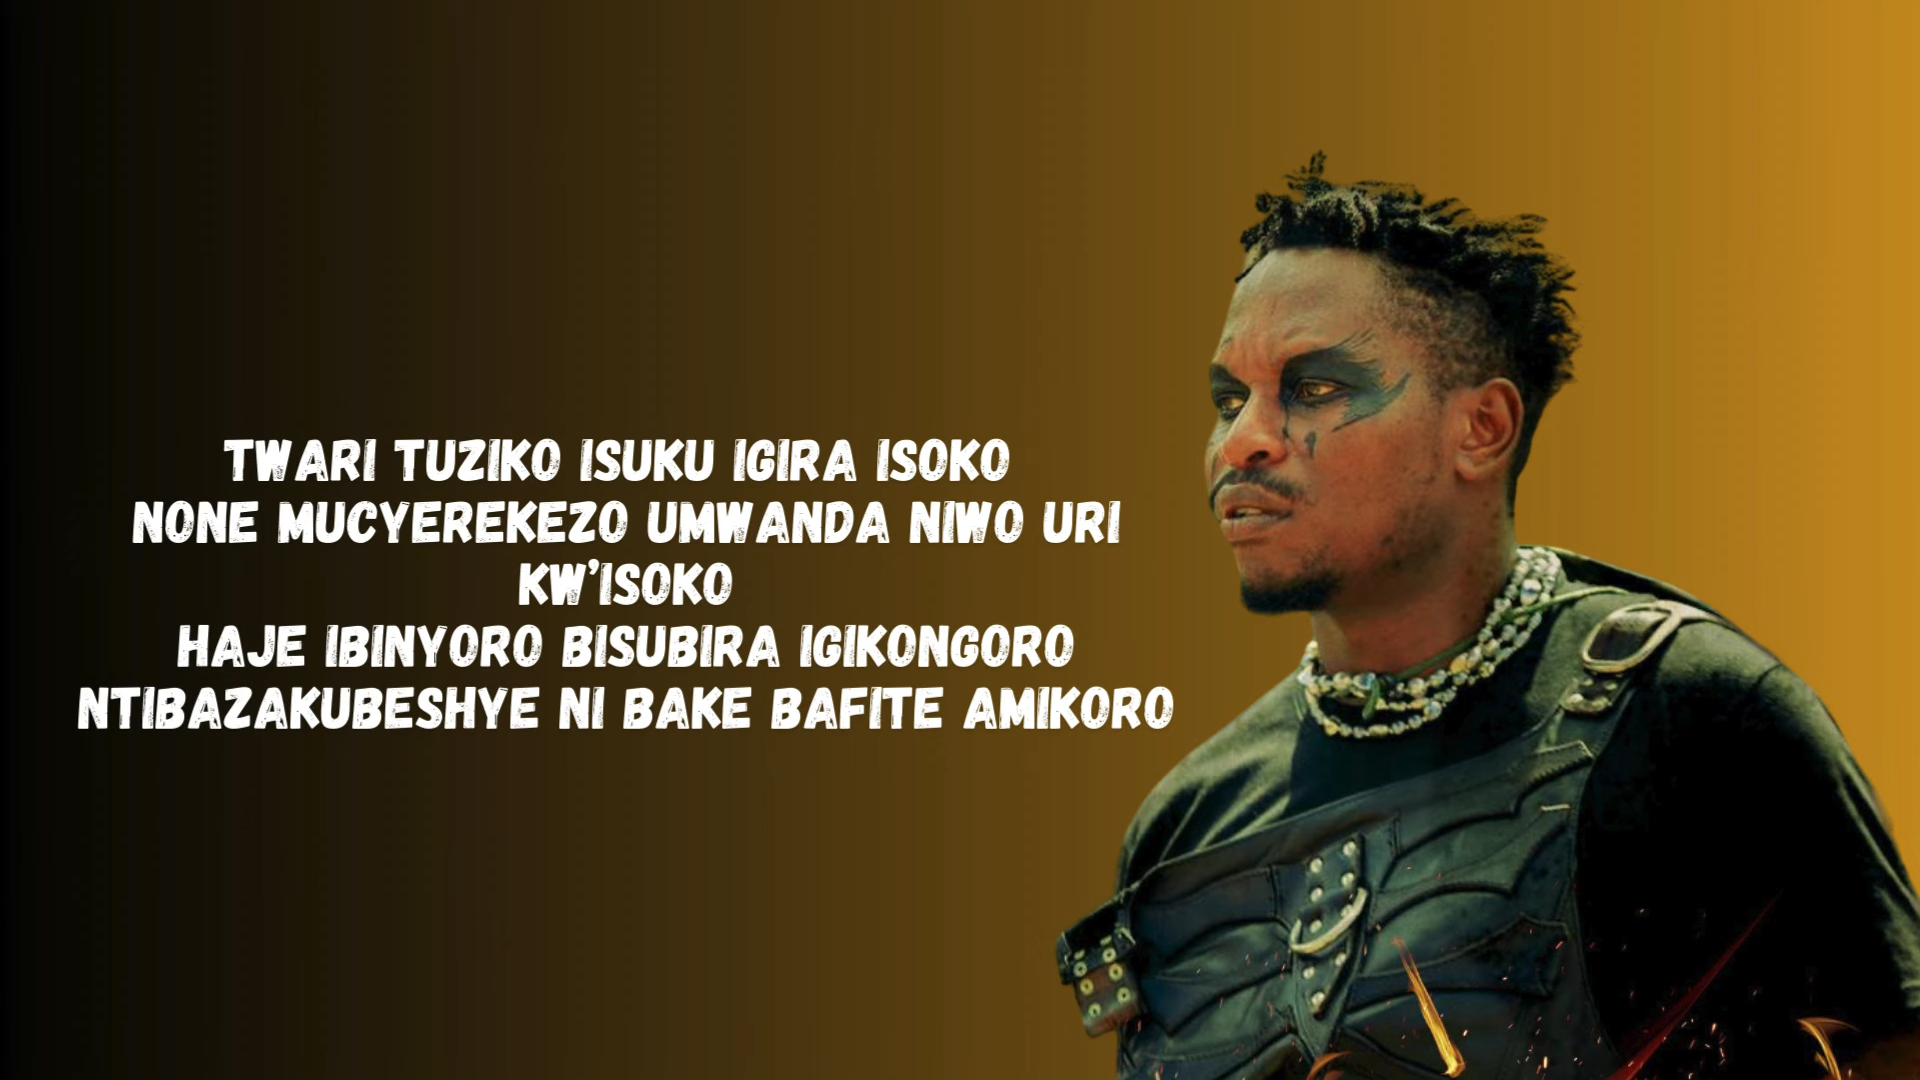 TWARI TUZIKO ISUKU IGIRA ISOKO
NONE MUCYEREKEZO UMWANDA NIWO URI
KW'ISOKO
HAJE IBINYORO BISUBIRA IGIKONGORO
NTIBAZAKUBESHYE NI BAKE BAFITE AMIKORO